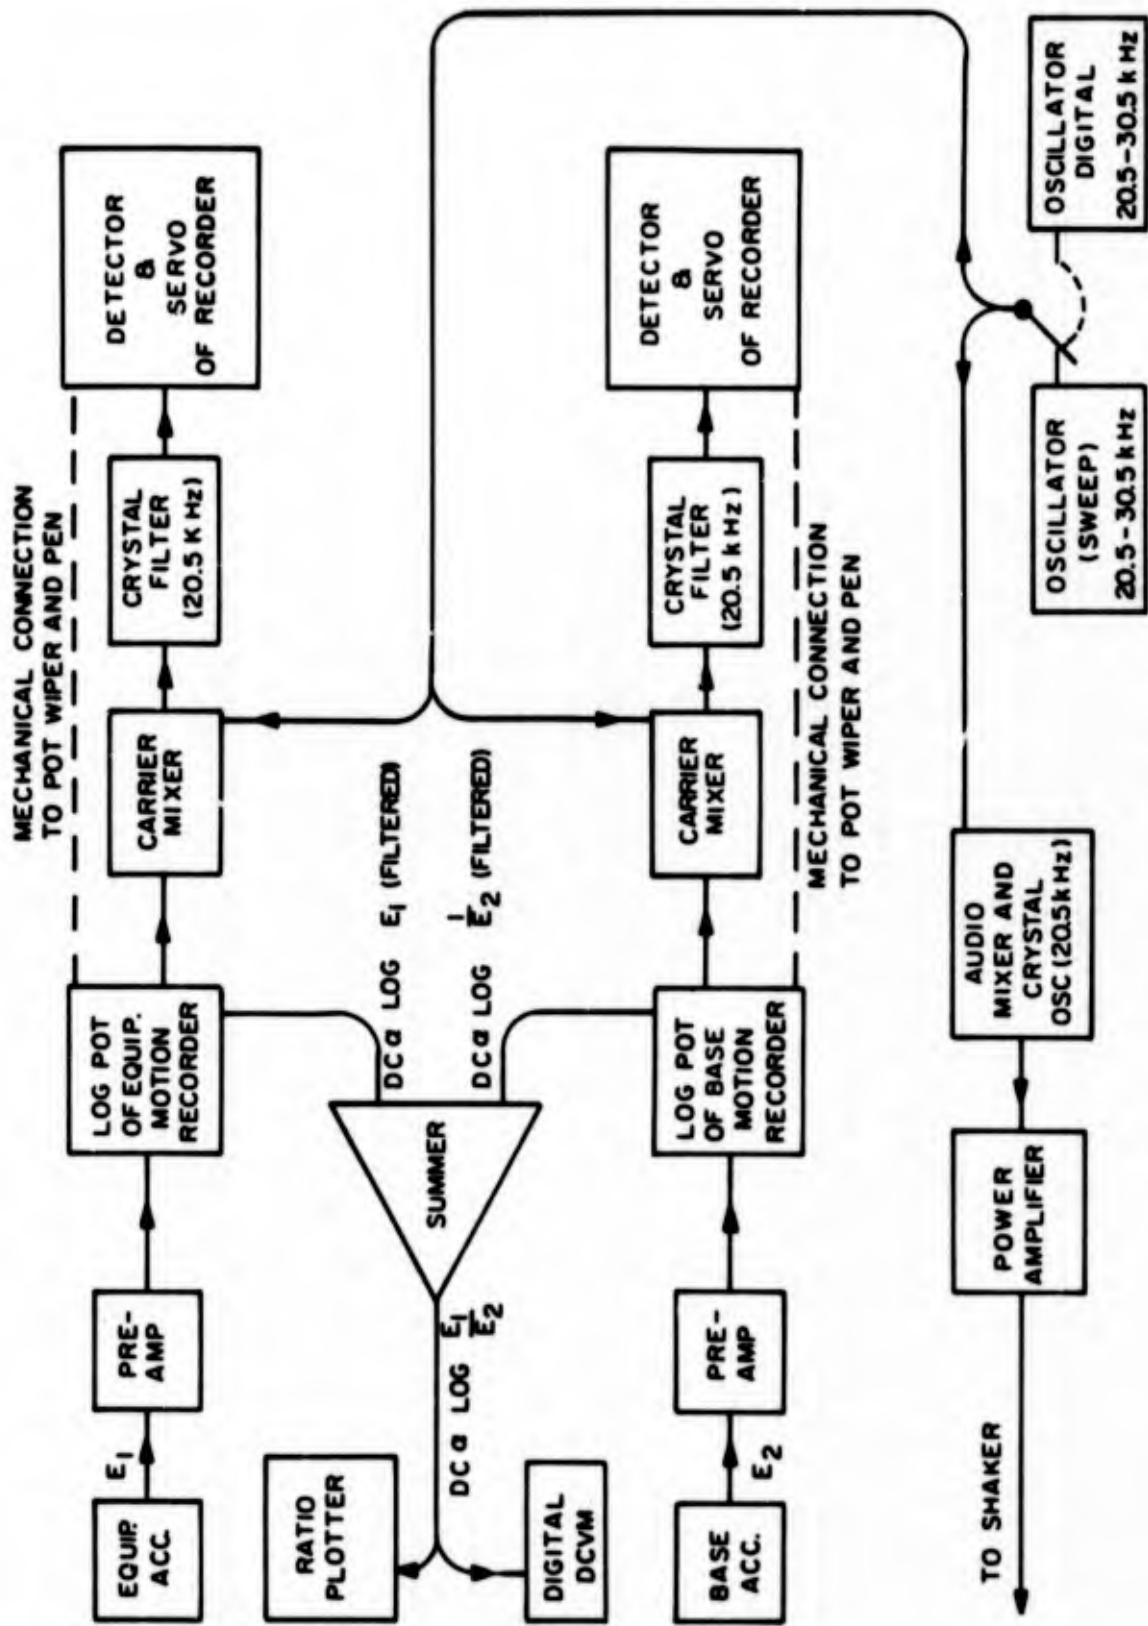 MECHANICAL CONNECTION
TO POT WIPER AND PEN
EQUIP.
ACC.
E1
PRE-
AMP
LOG POT
OF EQUIP.
MOTION
RECORDER
CARRIER
MIXER
CRYSTAL
FILTER
(20.5 K Hz)
DETECTOR
&
SERVO
OF RECORDER
RATIO
PLOTTER
DIGITAL
DCVM
DC α LOG E1/E2
SUMMER
DC α LOG E1 (FILTERED)
DC α LOG 1/E2 (FILTERED)
BASE
ACC.
E2
PRE-
AMP
LOG POT
OF BASE
MOTION
RECORDER
CARRIER
MIXER
CRYSTAL
FILTER
(20.5 kHz)
DETECTOR
&
SERVO
OF RECORDER
MECHANICAL CONNECTION
TO POT WIPER AND PEN
TO SHAKER
POWER
AMPLIFIER
AUDIO
MIXER AND
CRYSTAL
OSC (20.5kHz)
OSCILLATOR
(SWEEP)
20.5-30.5 kHz
OSCILLATOR
DIGITAL
20.5-30.5 k Hz